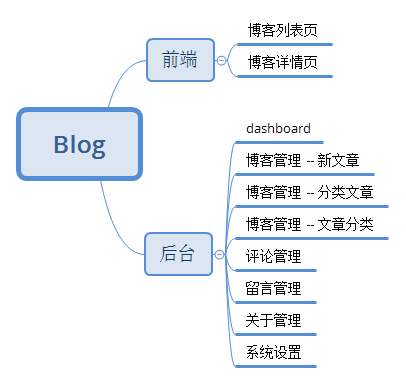 Blog
前端
博客列表页
博客详情页
后台
dashboard
博客管理 -- 新文章
博客管理 -- 分类文章
博客管理 -- 文章分类
评论管理
留言管理
关于管理
系统设置